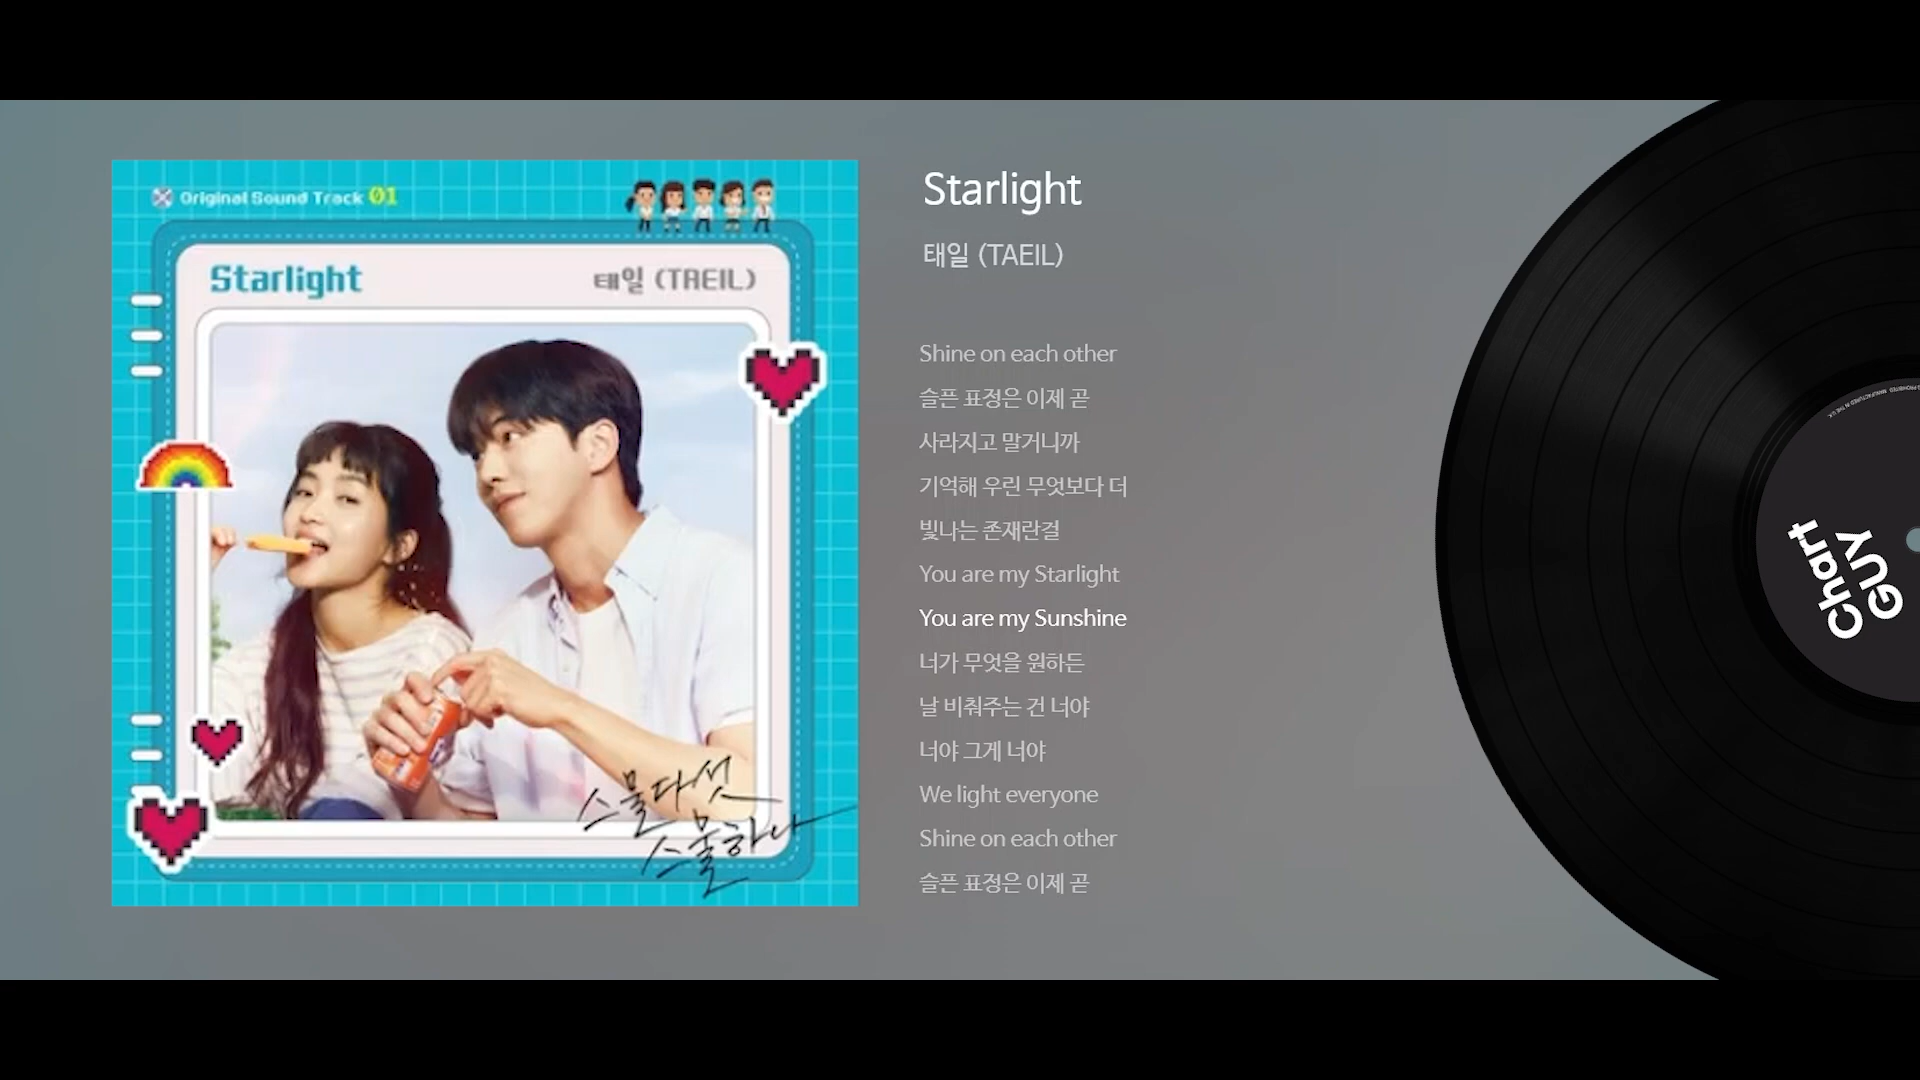 Original Sound Track 01
Starlight
태일 (TAEIL)
스물다섯
스물하나
Starlight
태일 (TAEIL)
Shine on each other
슬픈 표정은 이제 곧
사라지고 말거니까
기억해 우린 무엇보다 더
빛나는 존재란걸
You are my Starlight
You are my Sunshine
너가 무엇을 원하든
날 비춰주는 건 너야
너야 그게 너야
We light everyone
Shine on each other
슬픈 표정은 이제 곧
Chart
GUY